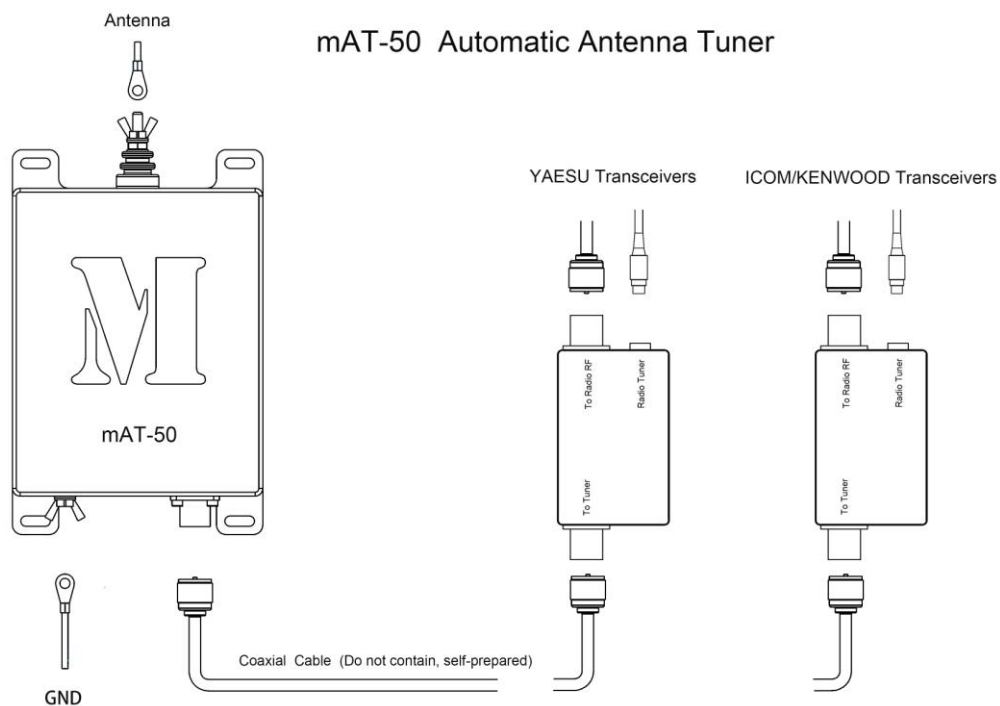 Antenna
mAT-50 Automatic Antenna Tuner
YAESU Transceivers
ICOM/KENWOOD Transceivers
M
mAT-50
To Radio RF
Radio Tuner
To Tuner
To Radio RF
Radio Tuner
To Tuner
Coaxial Cable (Do not contain, self-prepared)
GND